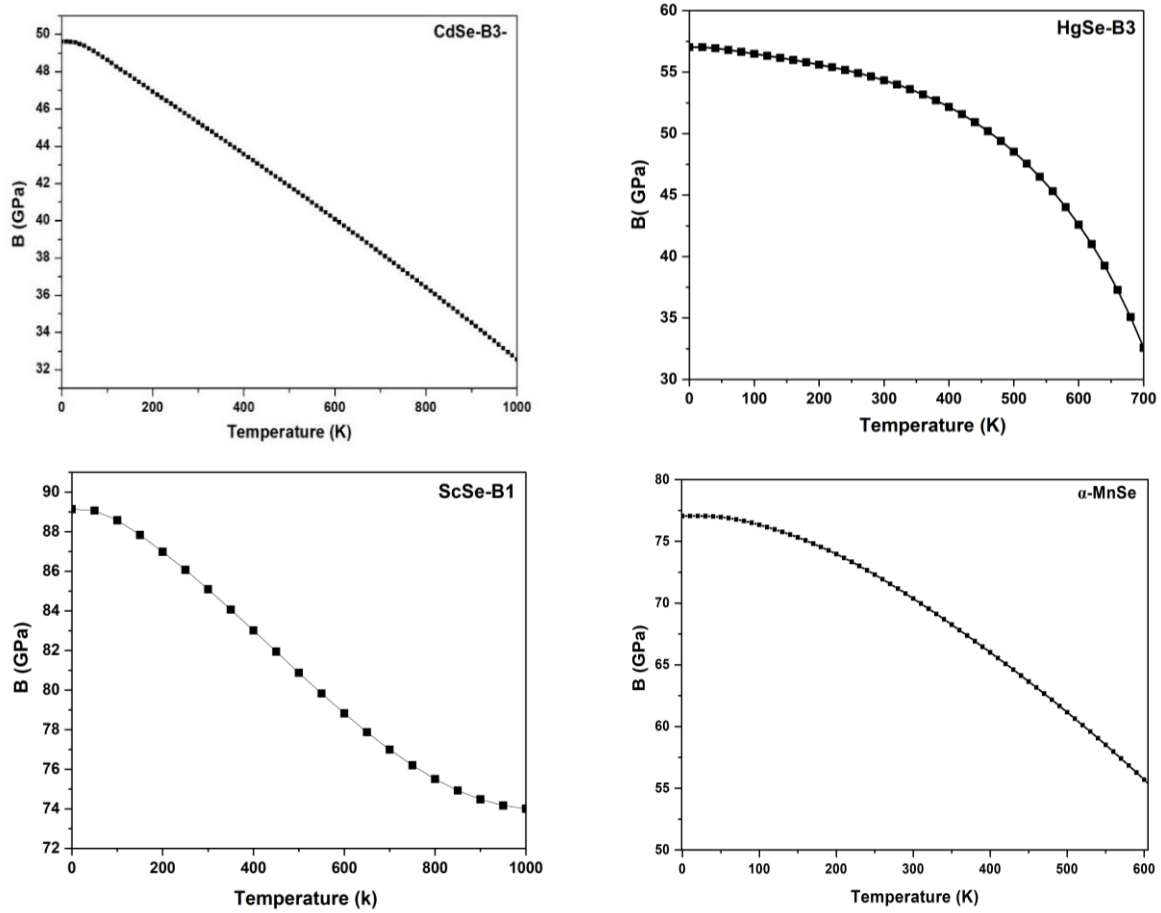 CdSe-B3-
50
48
46
44
42
40
38
36
34
32
B (GPa)
0 200 400 600 800 1000
Temperature (K)
HgSe-B3
60
55
50
45
40
35
30
B( GPa)
0 100 200 300 400 500 600 700
Temperature (K)
ScSe-B1
90
88
86
84
82
80
78
76
74
72
B (GPa)
0 200 400 600 800 1000
Temperature (k)
α-MnSe
80
75
70
65
60
55
50
B (GPa)
0 100 200 300 400 500 600
Temperature (K)